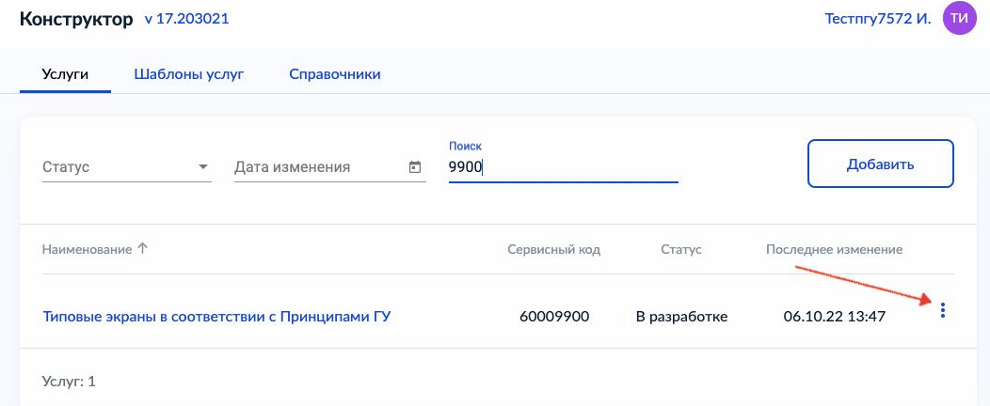 Конструктор v 17.203021 Тестпгу7572 И. ТИ
Услуги Шаблоны услуг Справочники
Поиск
Статус Дата изменения 9900 Добавить
Наименование Сервисный код Статус Последнее изменение
Типовые экраны в соответствии с Принципами ГУ 60009900 В разработке 06.10.22 13:47
Услуг: 1